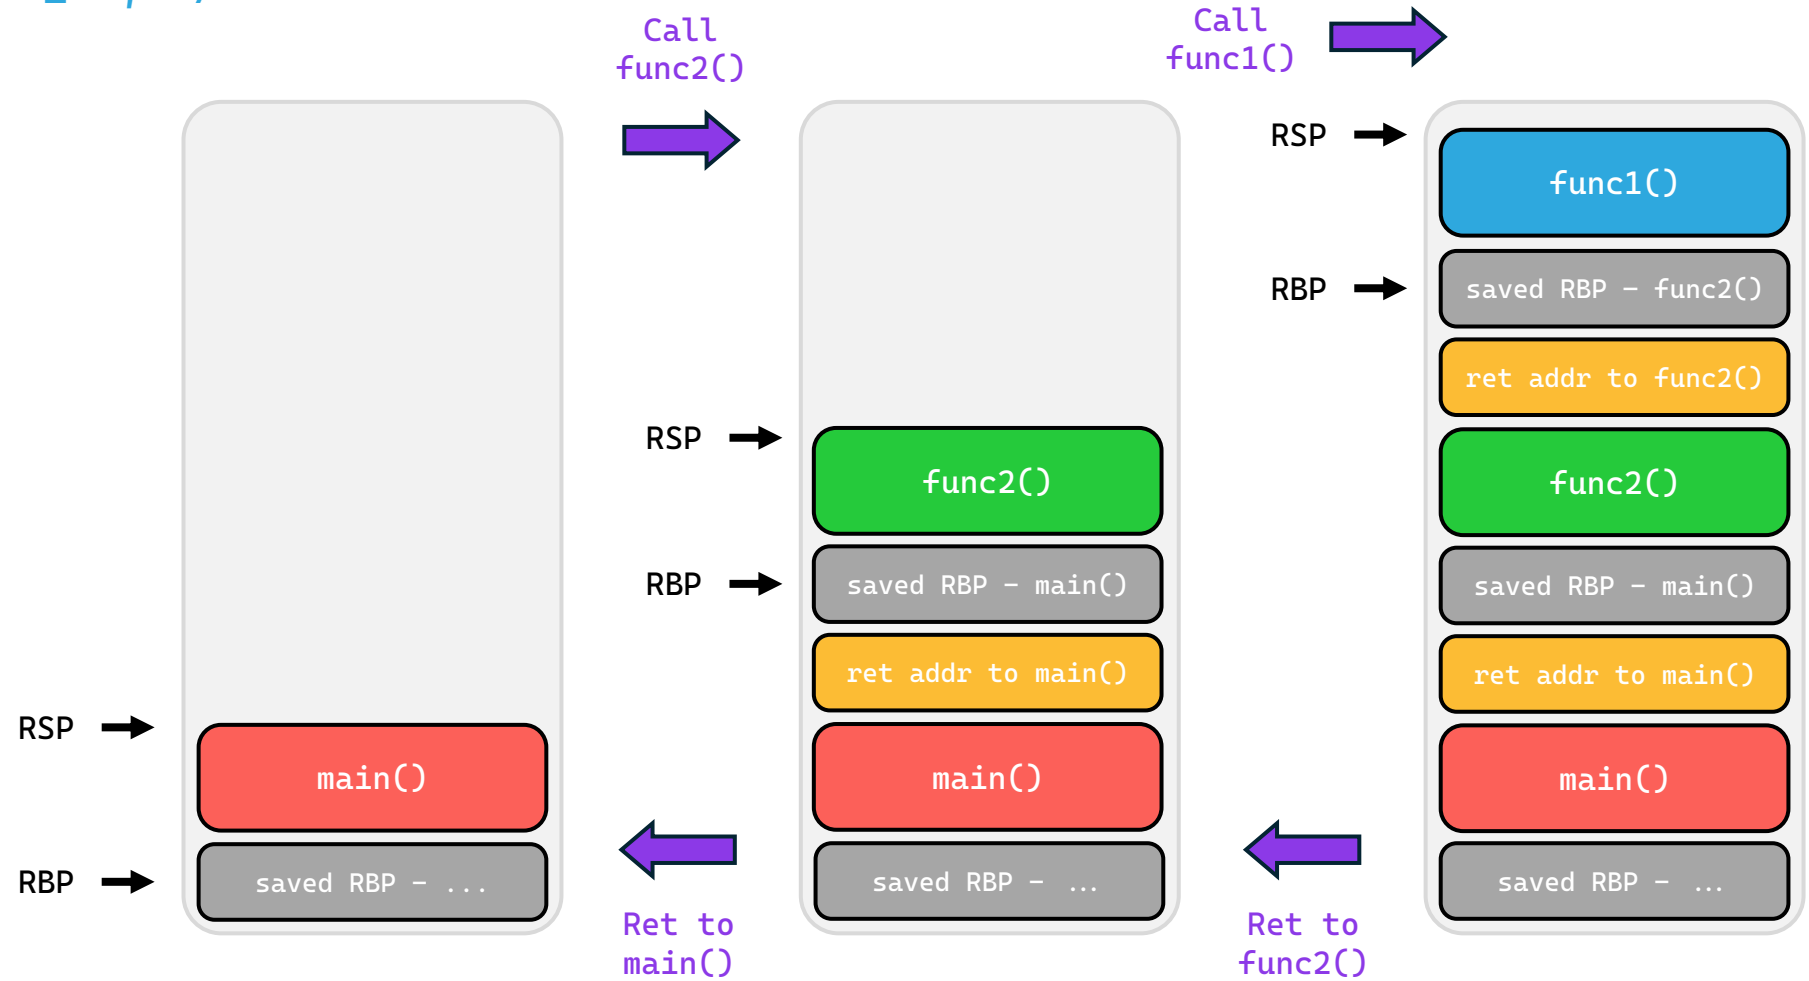 Call
func2()
Call
func1()
RSP
func1()
RBP
saved RBP - func2()
ret addr to func2()
RSP
func2()
func2()
RBP
saved RBP - main()
saved RBP - main()
ret addr to main()
ret addr to main()
RSP
main()
main()
main()
RBP
saved RBP - ...
saved RBP - ...
saved RBP - ...
Ret to
main()
Ret to
func2()